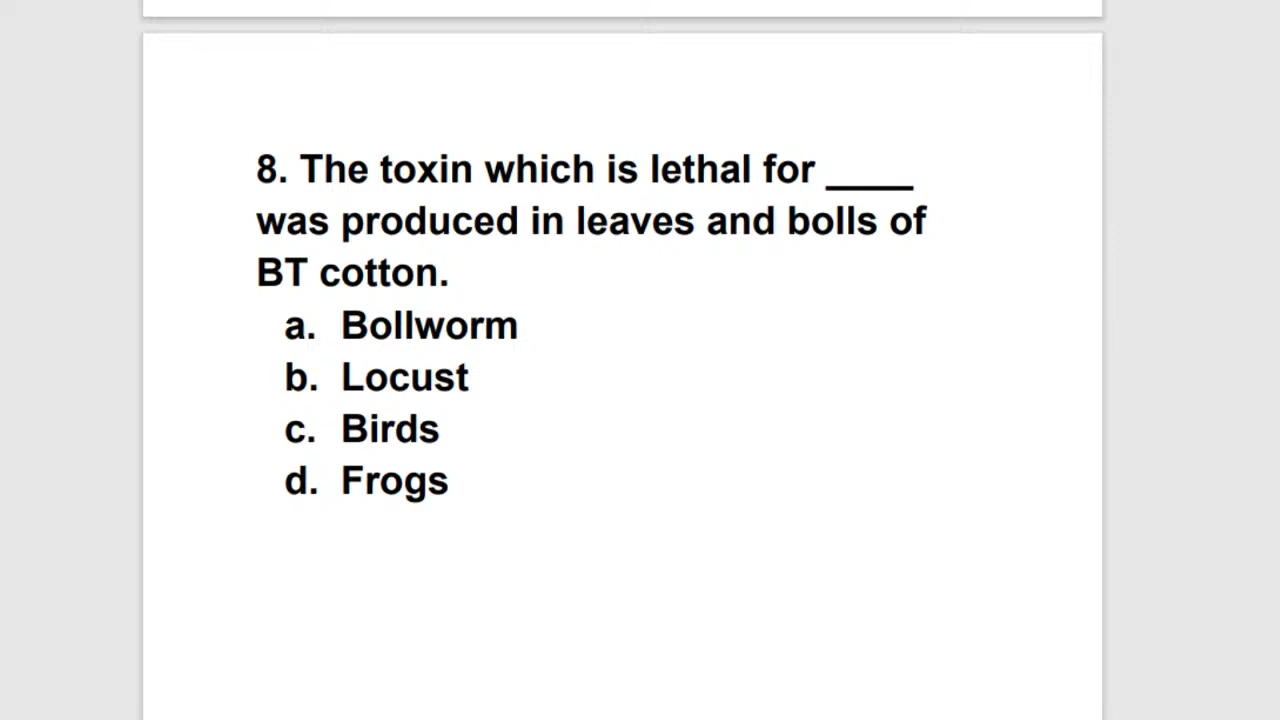 8. The toxin which is lethal for ____
was produced in leaves and bolls of
BT cotton.
a. Bollworm
b. Locust
c. Birds
d. Frogs